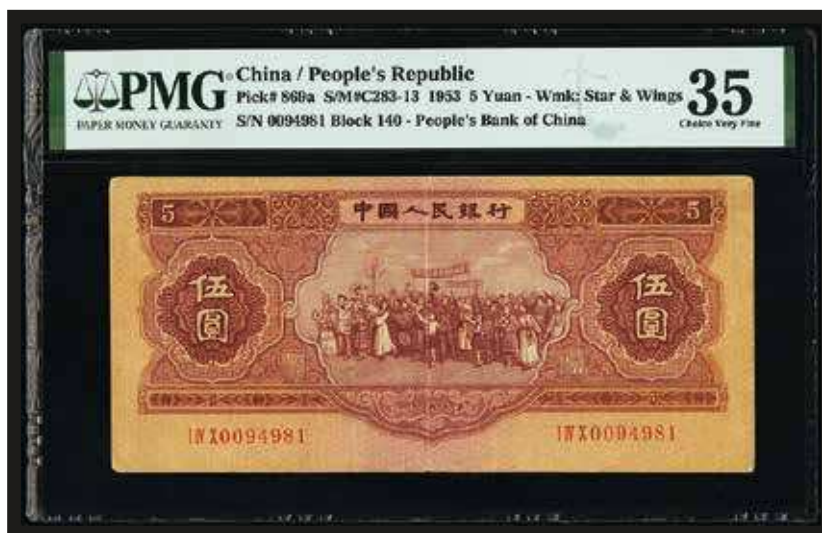 PMG
PAPER MONEY GUARANTY
China / People's Republic
Pick# 869a S/M#C283-13 1953 5 Yuan - Wmk: Star & Wings
S/N 0094981 Block 140 - People's Bank of China
35
Choice Very Fine
5 中國人民銀行 5
伍圓 伍圓
IⅣⅩ0094981 IⅣⅩ0094981